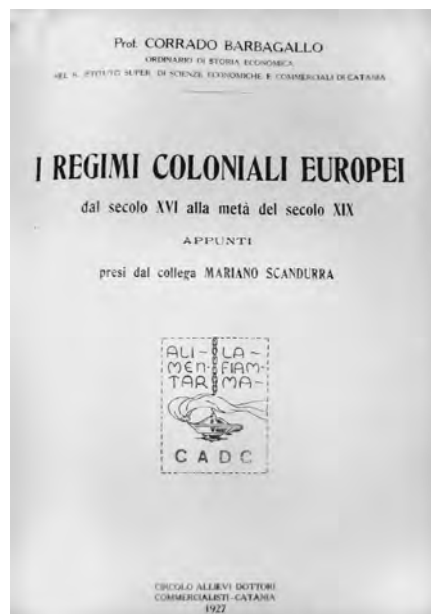 Prof. CORRADO BARBAGALLO
ORDINARIO DI STORIA ECONOMICA
NEL R. ISTITUTO SUPER. DI SCIENZE ECONOMICHE E COMMERCIALI DI CATANIA
I REGIMI COLONIALI EUROPEI
dal secolo XVI alla metà del secolo XIX
APPUNTI
presi dal collega MARIANO SCANDURRA
ALI- LA-
MEN- FIAM-
TAR MA-
CADC
CIRCOLO ALLIEVI DOTTORI
COMMERCIALISTI-CATANIA
1927